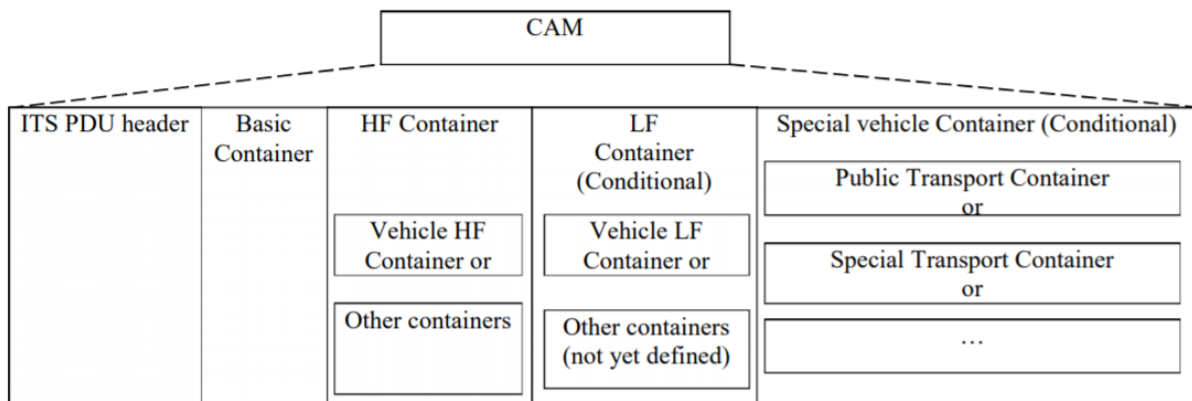 CAM
ITS PDU header
Basic
Container
HF Container
Vehicle HF
Container or
Other containers
LF
Container
(Conditional)
Vehicle LF
Container or
Other containers
(not yet defined)
Special vehicle Container (Conditional)
Public Transport Container
or
Special Transport Container
or
…